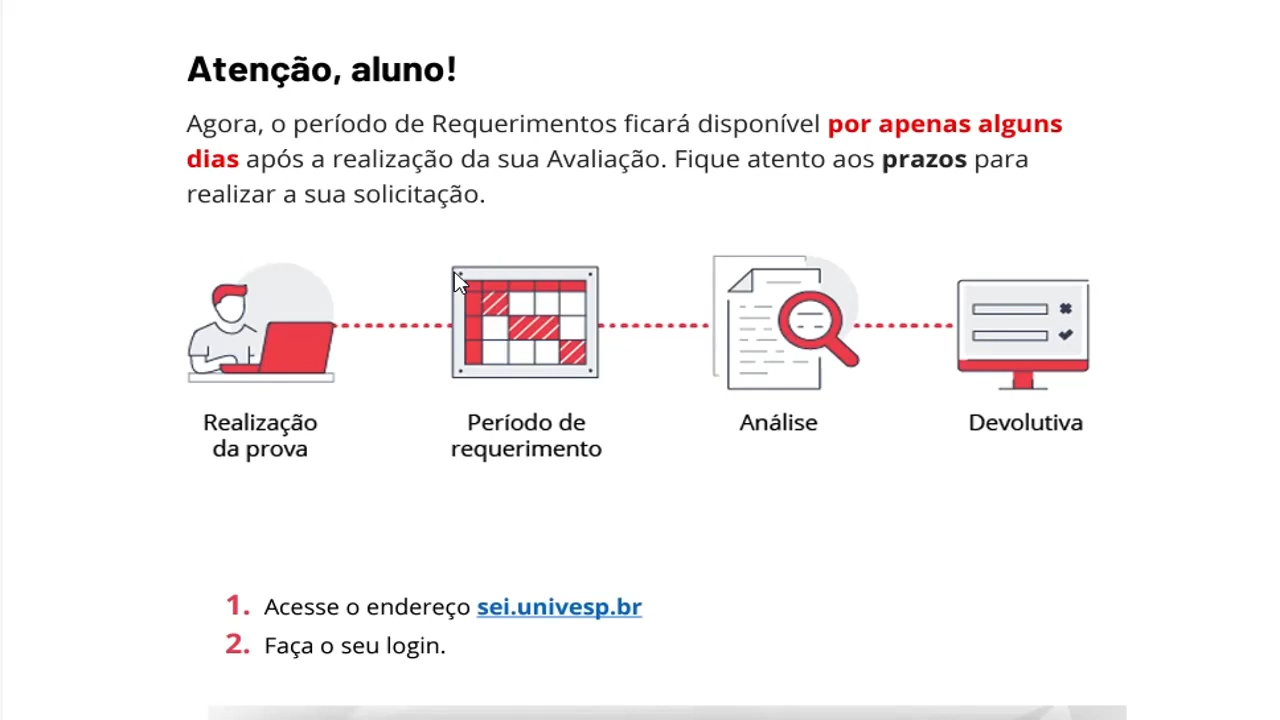 Atenção, aluno!
Agora, o período de Requerimentos ficará disponível por apenas alguns
dias após a realização da sua Avaliação. Fique atento aos prazos para
realizar a sua solicitação.
Realização
da prova
Período de
requerimento
Análise
Devolutiva
1. Acesse o endereço sei.univesp.br
2. Faça o seu login.